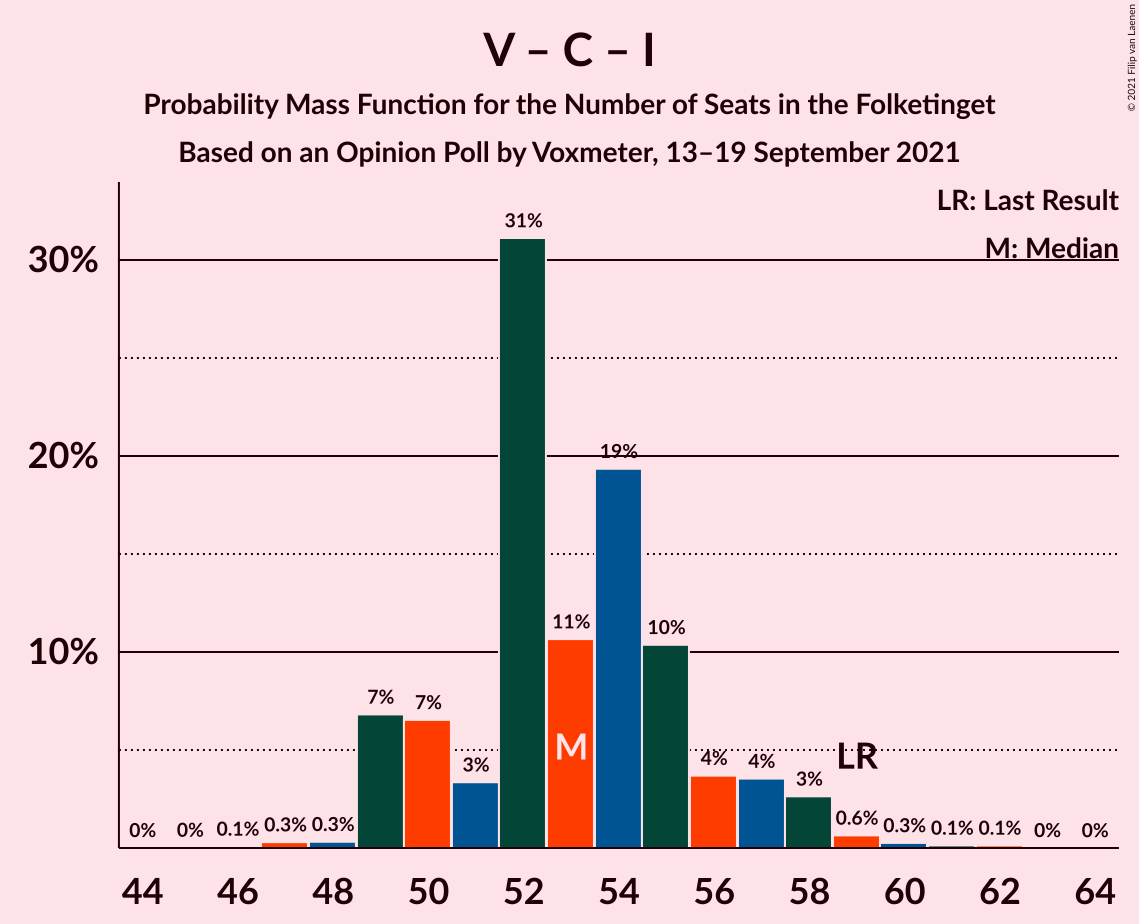 V – C – I
Probability Mass Function for the Number of Seats in the Folketinget
Based on an Opinion Poll by Voxmeter, 13–19 September 2021
© 2021 Filip van Laenen
LR: Last Result
M: Median
30%
20%
10%
0% 0% 0.1% 0.3% 0.3% 7% 7% 3% 31% 11% 19% 10% 4% 4% 3% 0.6% 0.3% 0.1% 0.1% 0% 0%
M
LR
44 46 48 50 52 54 56 58 60 62 64